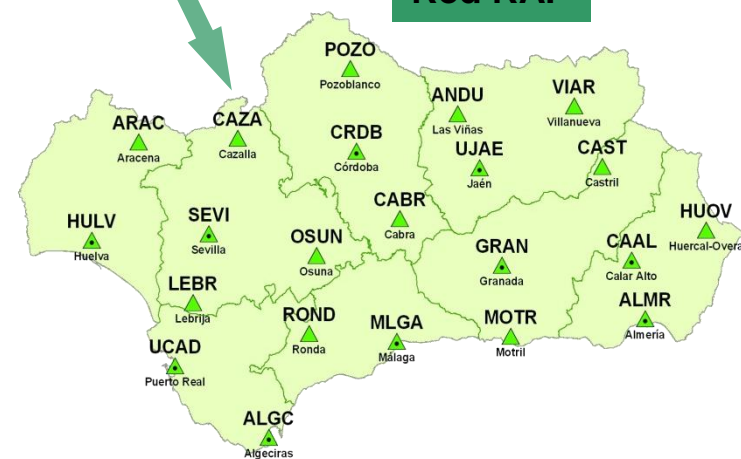 POZO
Pozoblanco
ANDU
Las Viñas
VIAR
Villanueva
ARAC
Aracena
CAZA
Cazalla
CRDB
Córdoba
UJAE
Jaén
CAST
Castril
CABR
Cabra
HULV
Huelva
SEVI
Sevilla
OSUN
Osuna
GRAN
Granada
CAAL
Calar Alto
HUOV
Huercal-Overa
LEBR
Lebrija
ROND
Ronda
MLGA
Málaga
MOTR
Motril
ALMR
Almería
UCAD
Puerto Real
ALGC
Algeciras